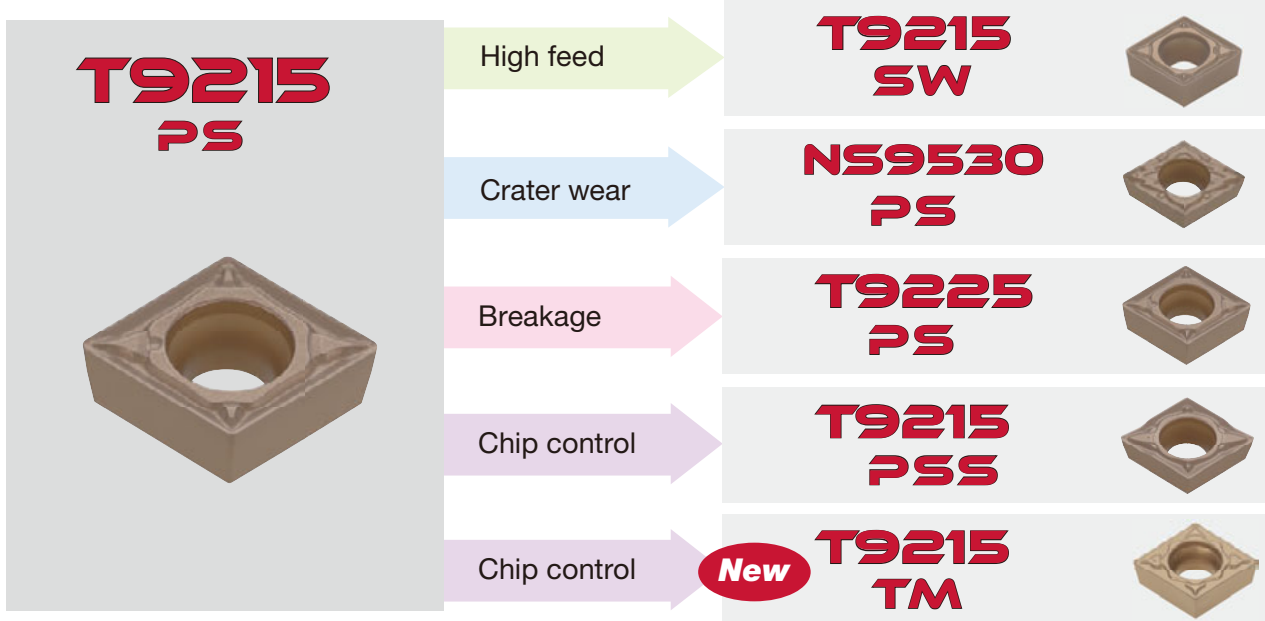 T9215
PS
High feed
T9215
SW
Crater wear
NS9530
PS
Breakage
T9225
PS
Chip control
T9215
PSS
Chip control
New
T9215
TM